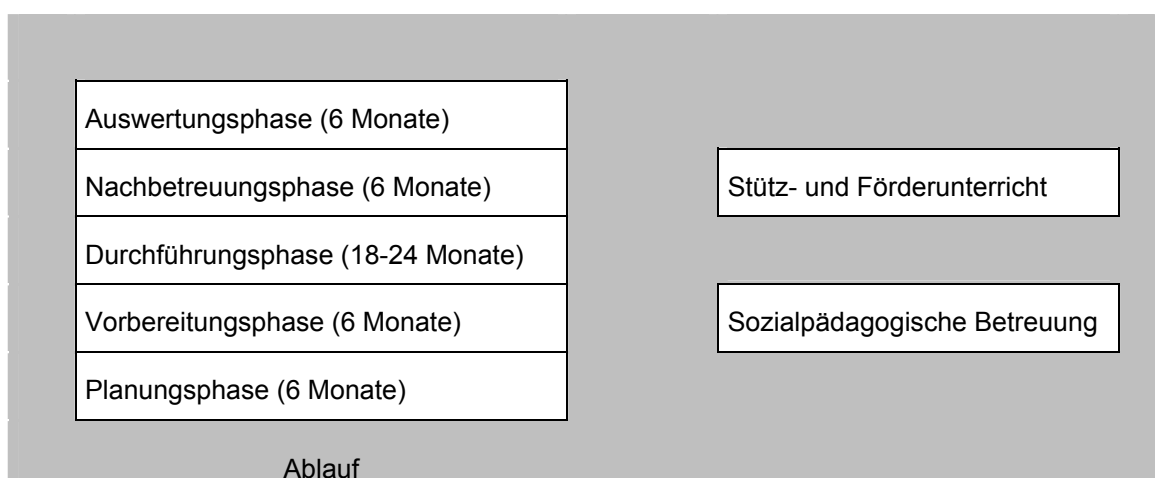 Auswertungsphase (6 Monate)
Nachbetreuungsphase (6 Monate)
Durchführungsphase (18-24 Monate)
Vorbereitungsphase (6 Monate)
Planungsphase (6 Monate)
Ablauf
Stütz- und Förderunterricht
Sozialpädagogische Betreuung